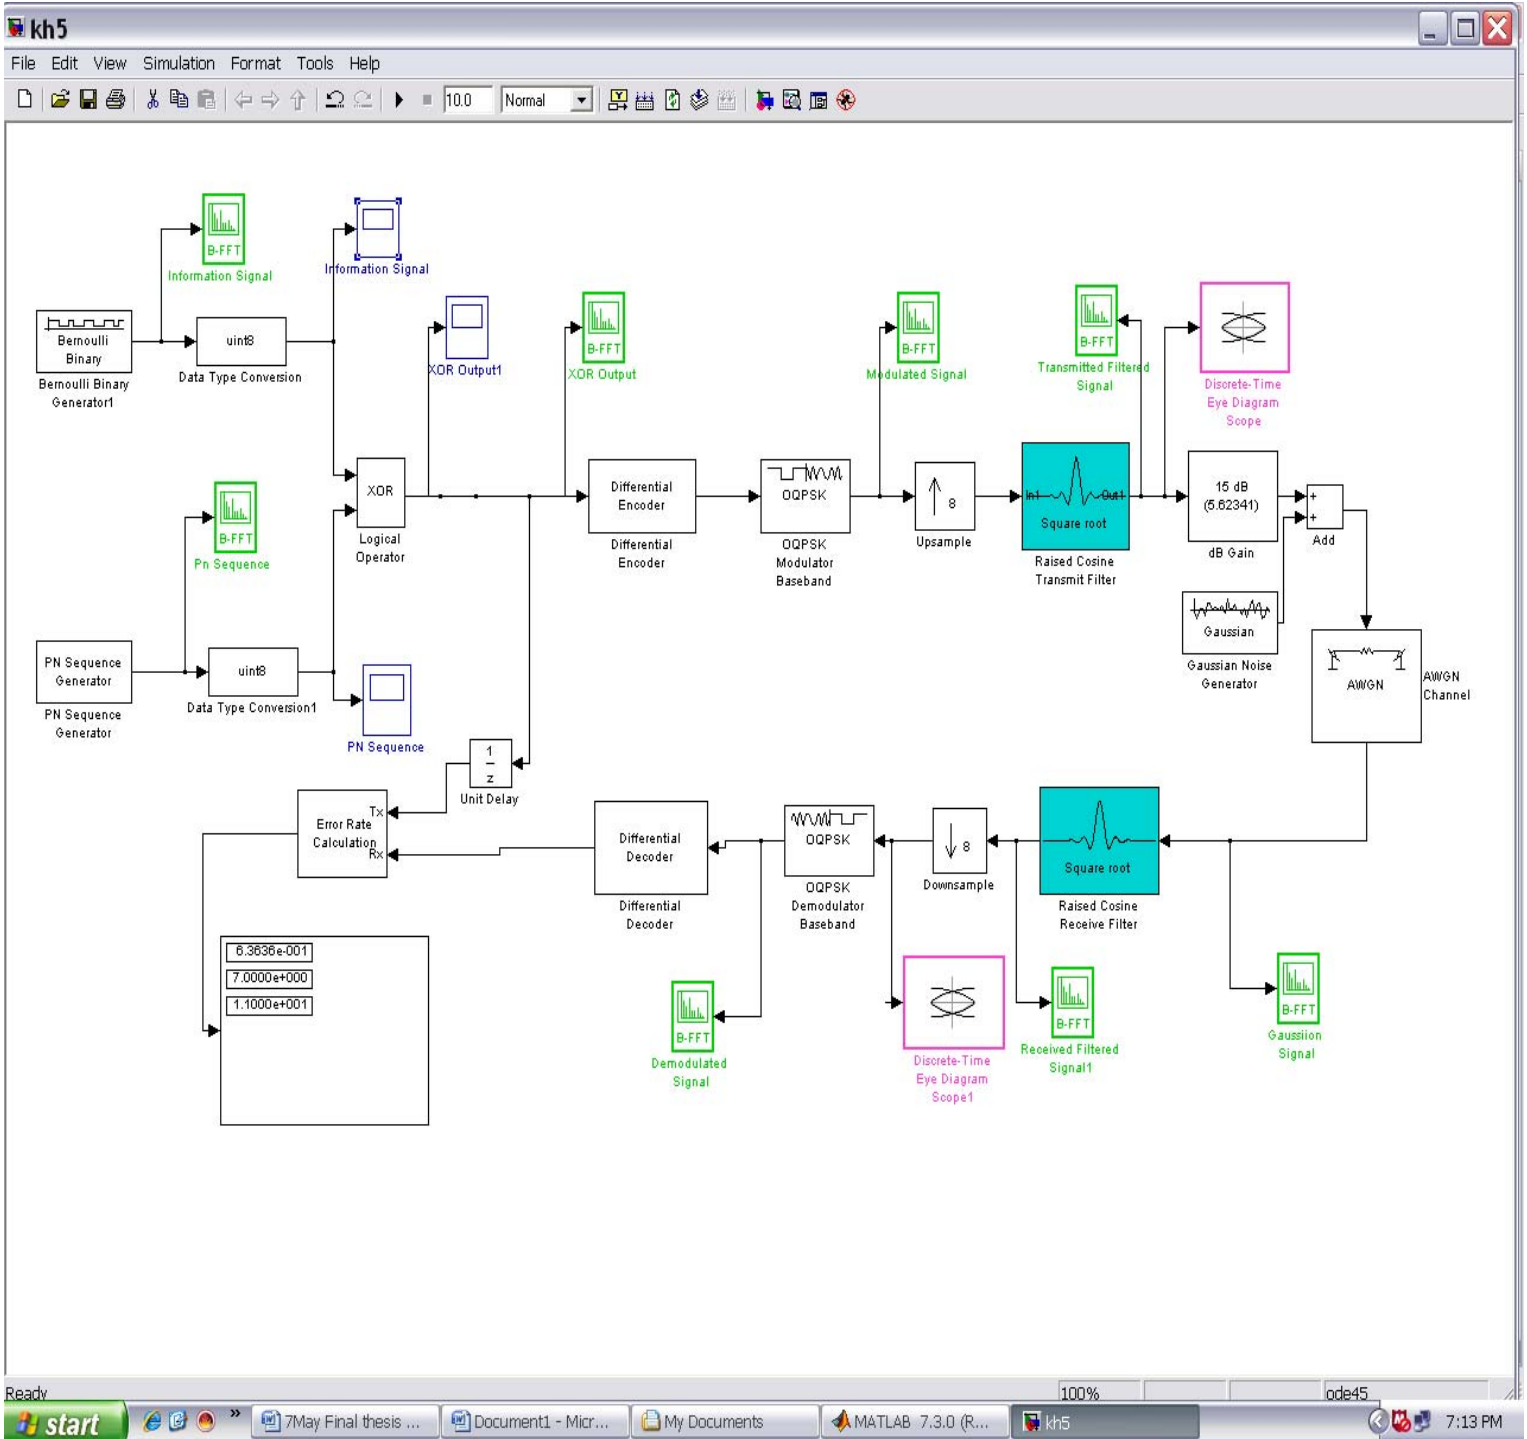 kh5
File Edit View Simulation Format Tools Help
10.0 Normal
B-FFT
Information Signal
Information Signal
Bernoulli
Binary
Bernoulli Binary
Generator1
uint8
Data Type Conversion
XOR Output1
B-FFT
XOR Output
B-FFT
Modulated Signal
B-FFT
Transmitted Filtered
Signal
Discrete-Time
Eye Diagram
Scope
B-FFT
Pn Sequence
XOR
Logical
Operator
Differential
Encoder
Differential
Encoder
OQPSK
OQPSK
Modulator
Baseband
8
Upsample
In1 Out1
Square root
Raised Cosine
Transmit Filter
15 dB
(5.62341)
dB Gain
+
+
Add
Gaussian
Gaussian Noise
Generator
AWGN
AWGN
Channel
PN Sequence
Generator
PN Sequence
Generator
uint8
Data Type Conversion1
PN Sequence
1
z
Unit Delay
Error Rate
Calculation
Tx
Rx
Differential
Decoder
Differential
Decoder
OQPSK
OQPSK
Demodulator
Baseband
8
Downsample
Square root
Raised Cosine
Receive Filter
6.3636e-001
7.0000e+000
1.1000e+001
B-FFT
Demodulated
Signal
Discrete-Time
Eye Diagram
Scope1
B-FFT
Received Filtered
Signal1
B-FFT
Gaussiion
Signal
Ready 100% ode45
start » 7May Final thesis ... Document1 - Micr... My Documents MATLAB 7.3.0 (R... kh5 7:13 PM